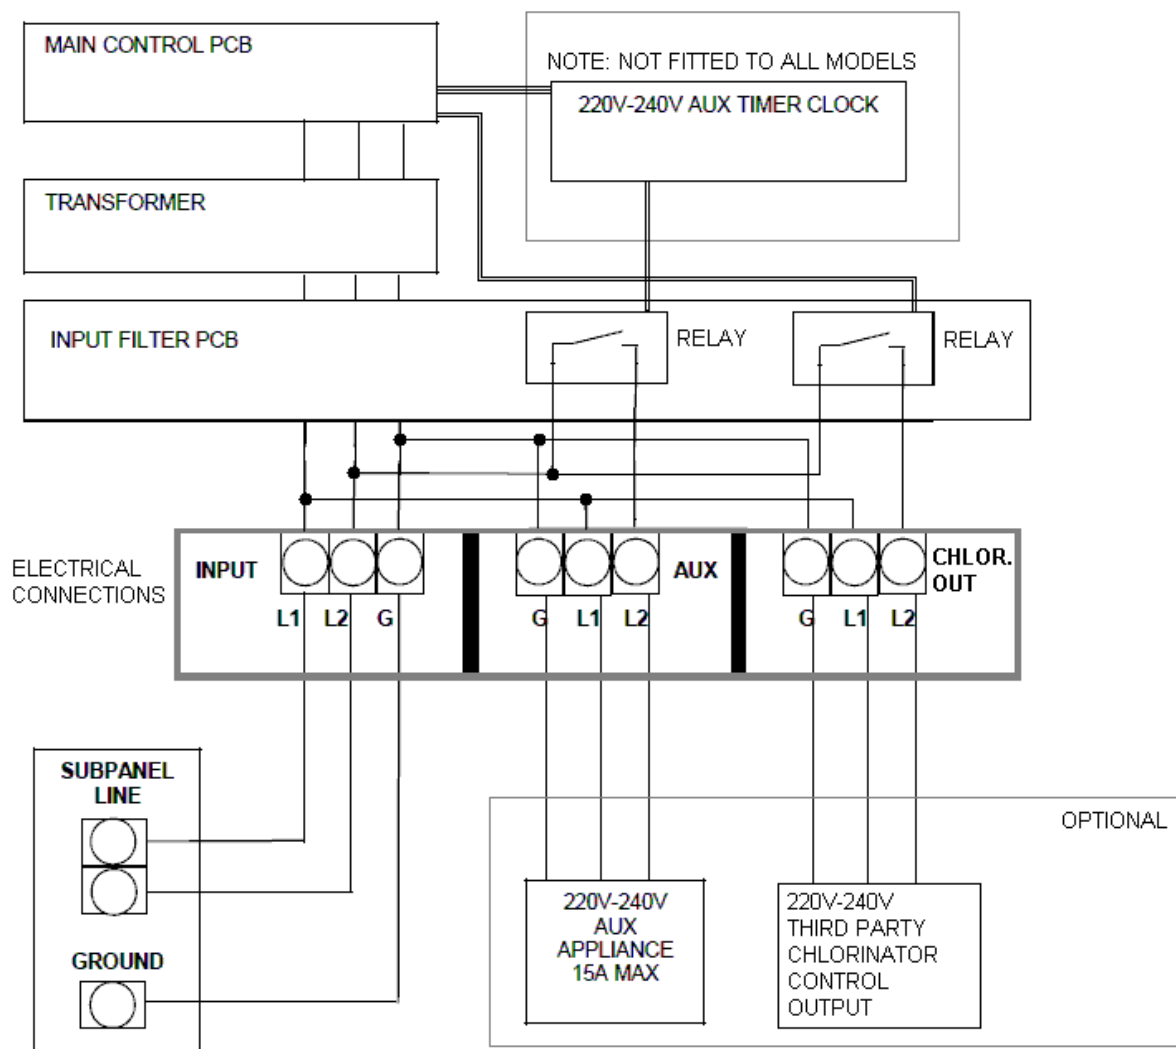 MAIN CONTROL PCB
NOTE: NOT FITTED TO ALL MODELS
220V-240V AUX TIMER CLOCK
TRANSFORMER
INPUT FILTER PCB
RELAY
RELAY
ELECTRICAL
CONNECTIONS
INPUT
L1
L2
G
AUX
G
L1
L2
CHLOR.
OUT
G
L1
L2
SUBPANEL
LINE
GROUND
OPTIONAL
220V-240V
AUX
APPLIANCE
15A MAX
220V-240V
THIRD PARTY
CHLORINATOR
CONTROL
OUTPUT